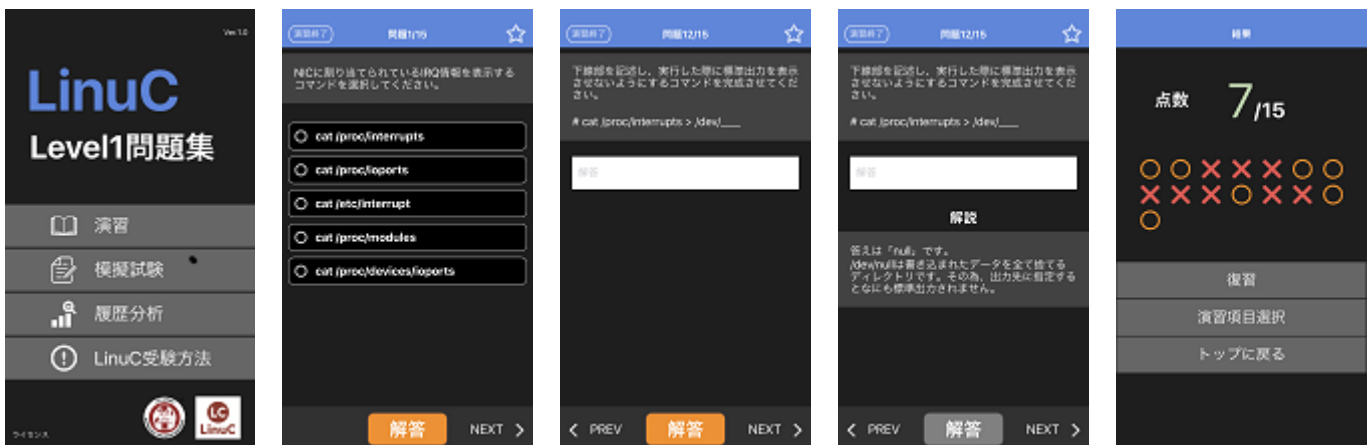 Ver.1.0
LinuC
Level1問題集
演習
模擬試験
履歴分析
LinuC受験方法
LC
LinuC
ライセンス
演習終了
問題1/15
NICに割り当てられているIRQ情報を表示する
コマンドを選択してください。
cat /proc/interrupts
cat /proc/ioports
cat /etc/interrupt
cat /proc/modules
cat /proc/devices/ioports
解答
NEXT
演習終了
問題12/15
下線部を記述し、実行した際に標準出力を表示
させないようにするコマンドを完成させてくだ
さい。
# cat /proc/interrupts > /dev/___
解答
PREV
解答
NEXT
演習終了
問題12/15
下線部を記述し、実行した際に標準出力を表示
させないようにするコマンドを完成させてくだ
さい。
# cat /proc/interrupts > /dev/___
解答
解説
答えは「null」です。
/dev/nullは書き込まれたデータを全て捨てる
ディレクトリです。その為、出力先に指定する
となにも標準出力されません。
PREV
解答
NEXT
結果
点数 7/15
復習
演習項目選択
トップに戻る